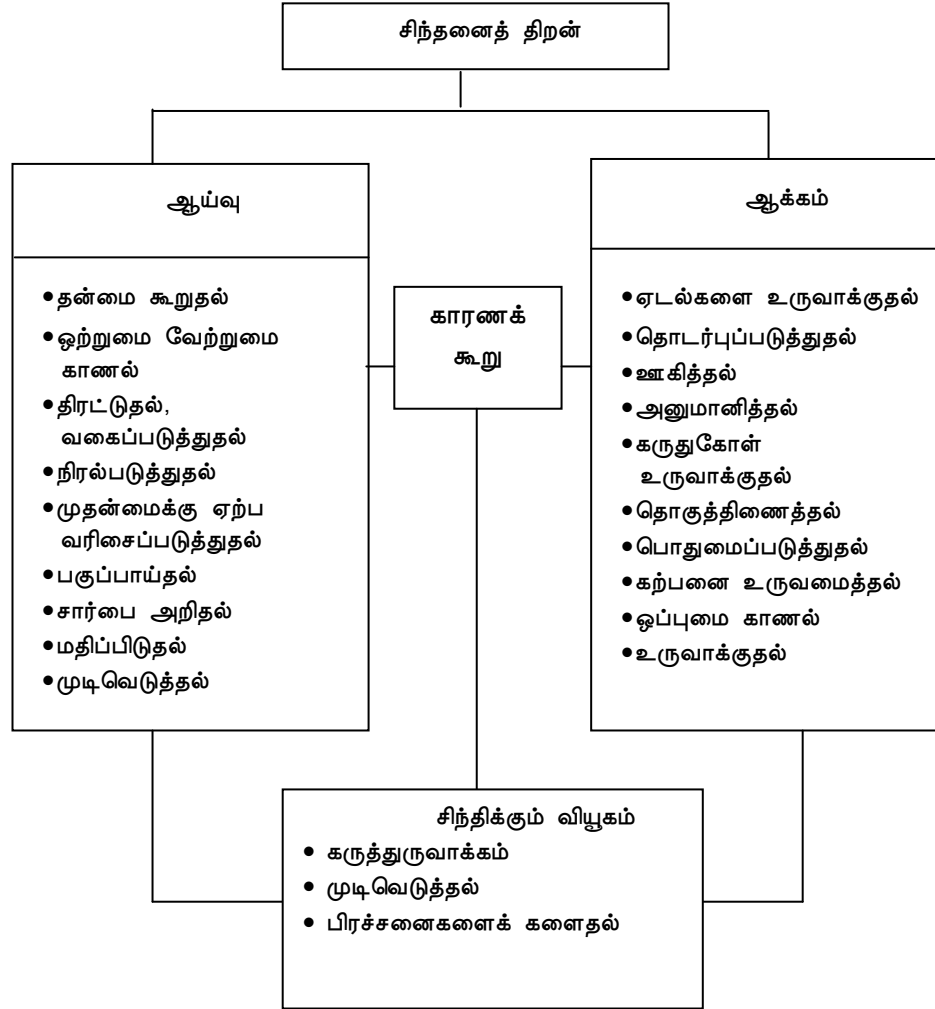 சிந்தனைத் திறன்
ஆய்வு
●தன்மை கூறுதல்
●ஒற்றுமை வேற்றுமை
காணல்
●திரட்டுதல்,
வகைப்படுத்துதல்
●நிரல்படுத்துதல்
●முதன்மைக்கு ஏற்ப
வரிசைப்படுத்துதல்
●பகுப்பாய்தல்
●சார்பை அறிதல்
●மதிப்பிடுதல்
●முடிவெடுத்தல்
காரணக்
கூறு
ஆக்கம்
●ஏடல்களை உருவாக்குதல்
●தொடர்புப்படுத்துதல்
●ஊகித்தல்
●அனுமானித்தல்
●கருதுகோள்
உருவாக்குதல்
●தொகுத்திணைத்தல்
●பொதுமைப்படுத்துதல்
●கற்பனை உருவமைத்தல்
●ஒப்புமை காணல்
●உருவாக்குதல்
சிந்திக்கும் வியூகம்
● கருத்துருவாக்கம்
● முடிவெடுத்தல்
● பிரச்சனைகளைக் களைதல்